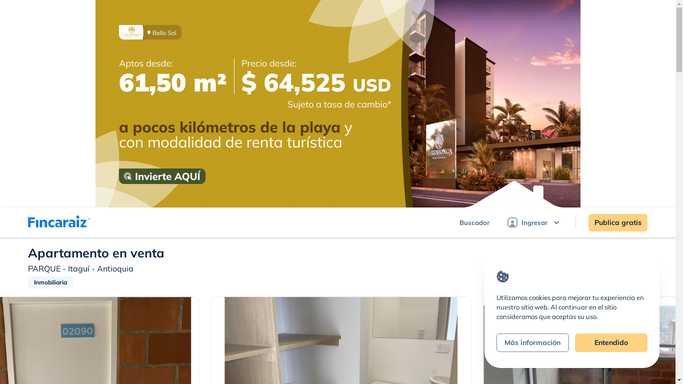 Bello Sol
Aptos desde:
61,50 m²
Precio desde:
$ 64,525 USD
Sujeto a tasa de cambio*
a pocos kilómetros de la playa y
con modalidad de renta turística
Invierte AQUÍ
Fincaraiz
Buscador
Ingresar
Publica gratis
Apartamento en venta
PARQUE - Itaguí - Antioquia
Inmobiliaria
02090
Utilizamos cookies para mejorar tu experiencia en
nuestro sitio web. Al continuar en el sitio
consideramos que aceptas su uso.
Más información
Entendido